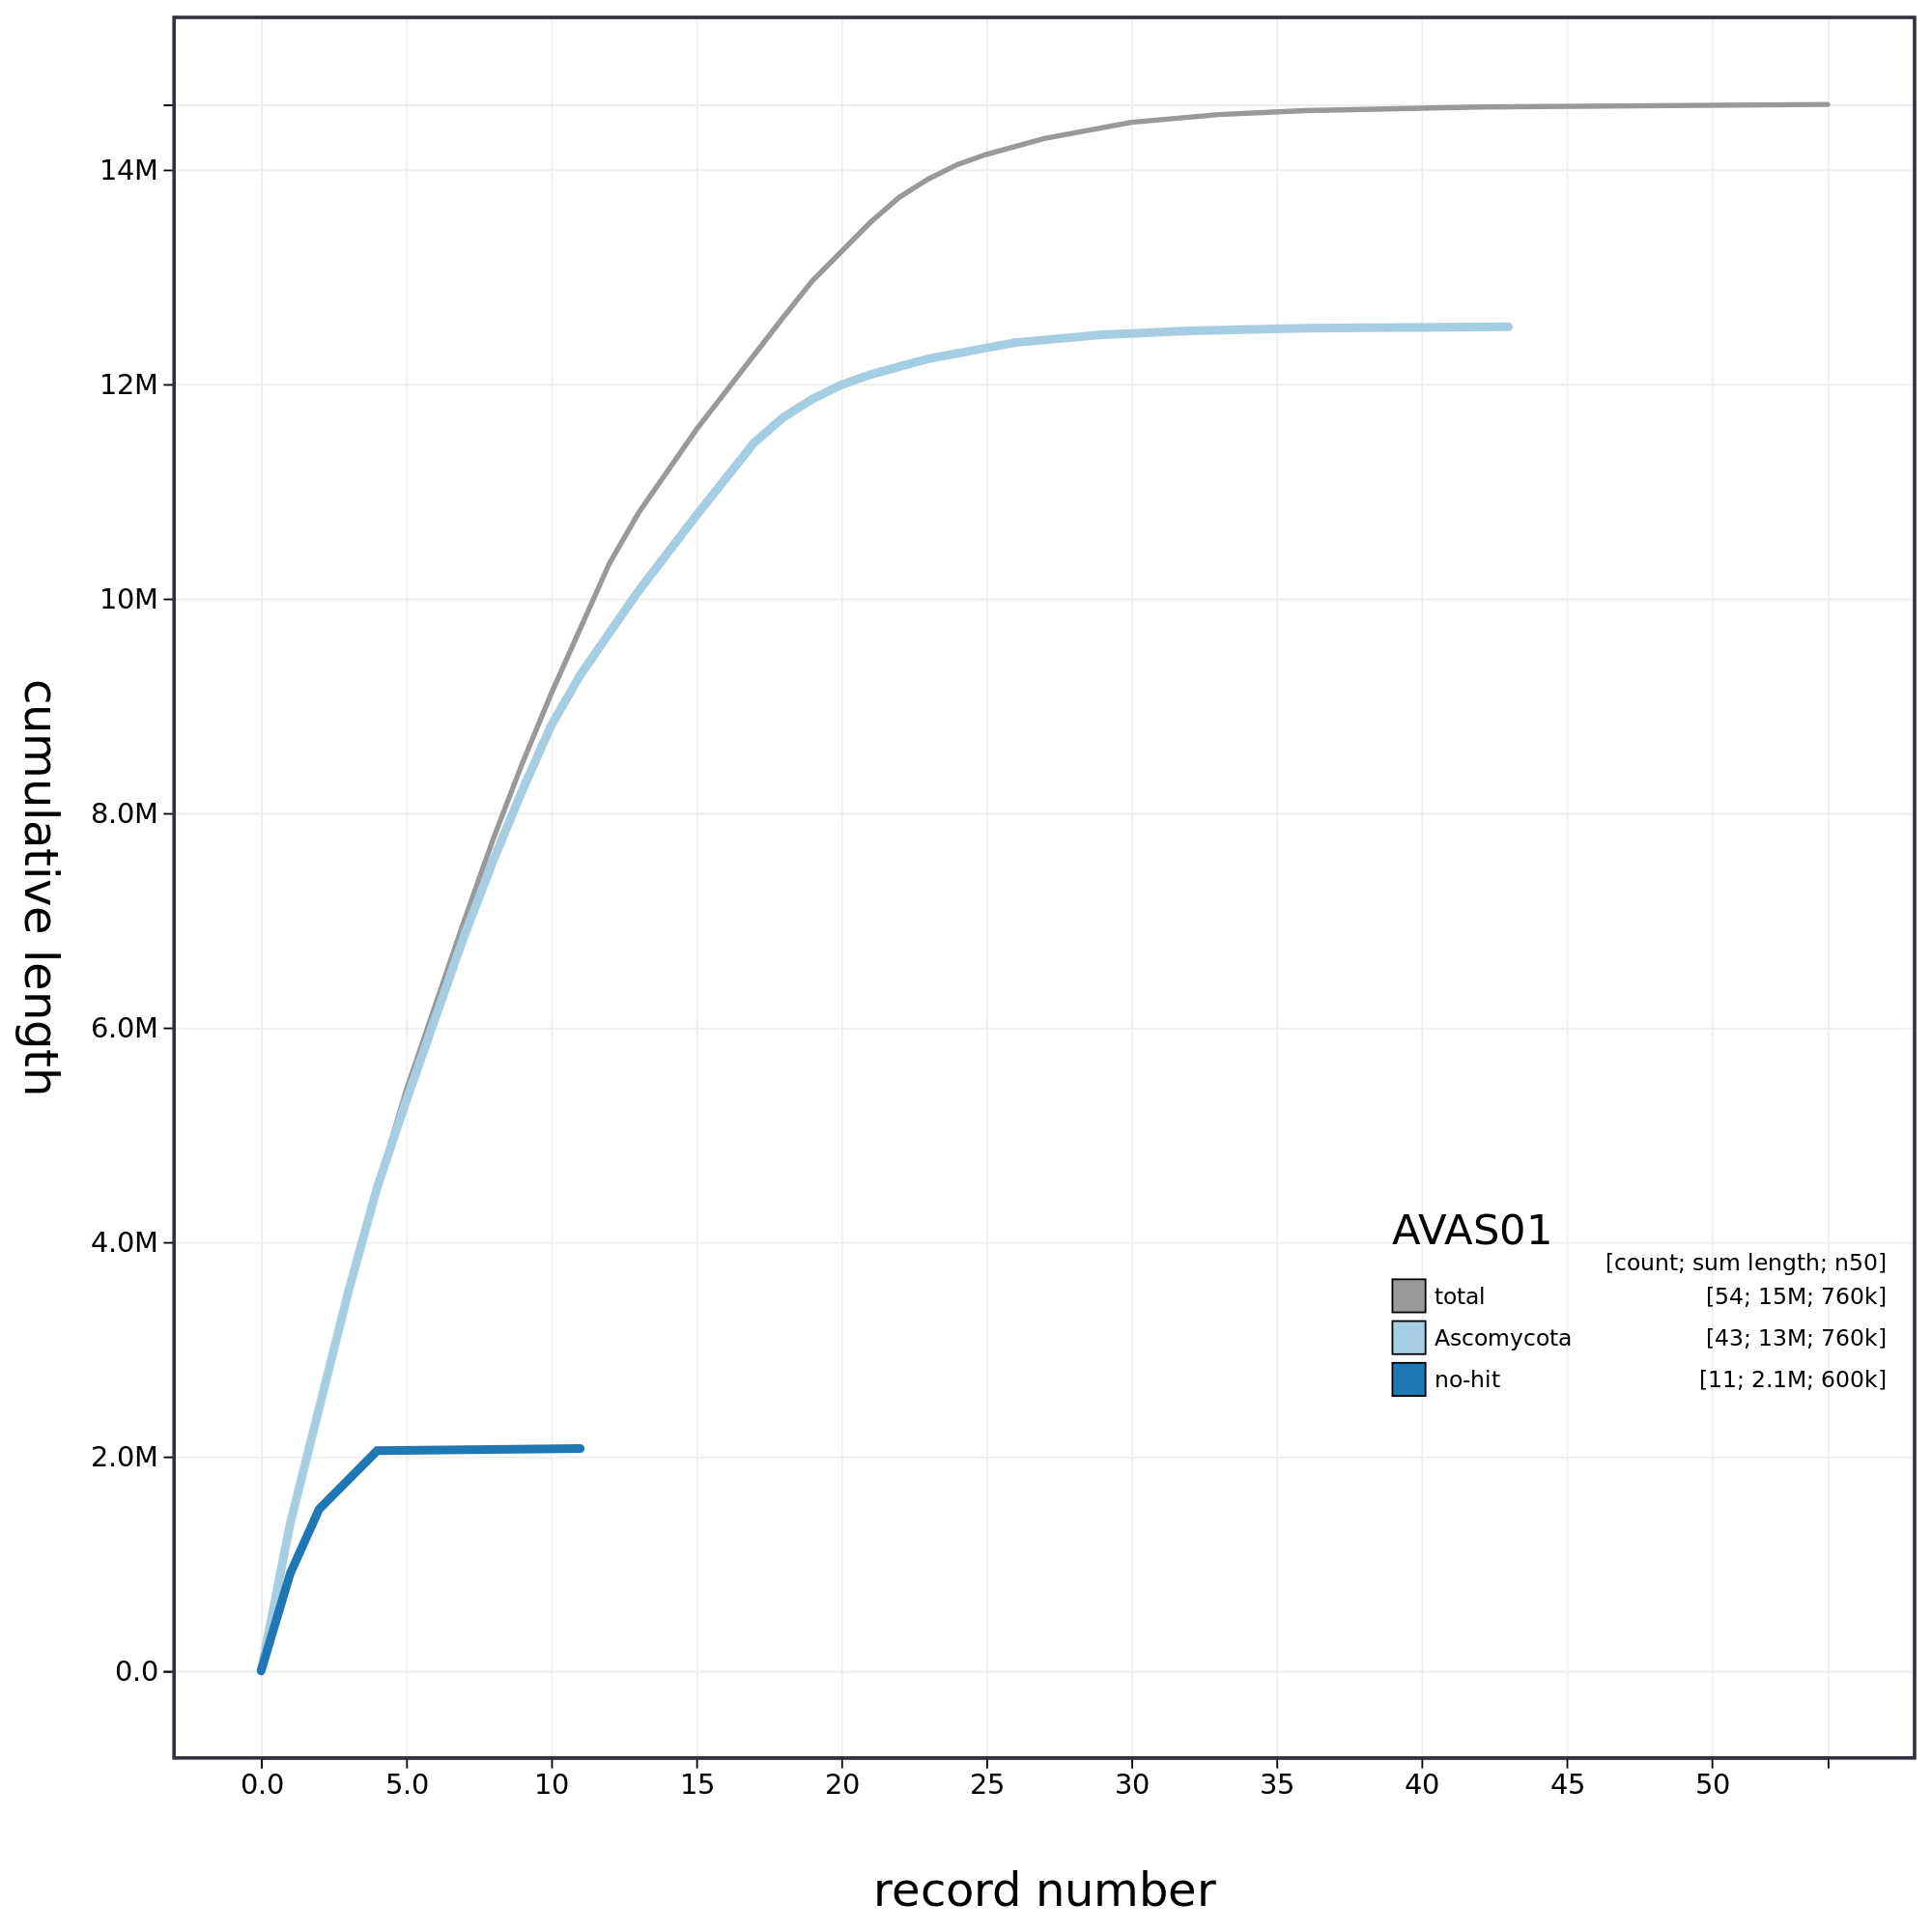 14M
12M
10M
8.0M
6.0M
4.0M
2.0M
0.0
cumulative length
AVAS01
[count; sum length; n50]
total [54; 15M; 760k]
Ascomycota [43; 13M; 760k]
no-hit [11; 2.1M; 600k]
0.0 5.0 10 15 20 25 30 35 40 45 50
record number